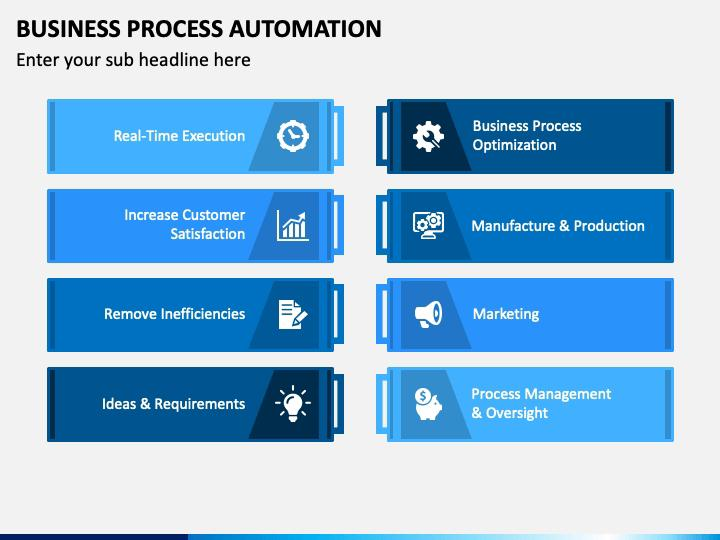 BUSINESS PROCESS AUTOMATION
Enter your sub headline here
Real-Time Execution
Increase Customer
Satisfaction
Remove Inefficiencies
Ideas & Requirements
Business Process
Optimization
Manufacture & Production
Marketing
$
Process Management
& Oversight